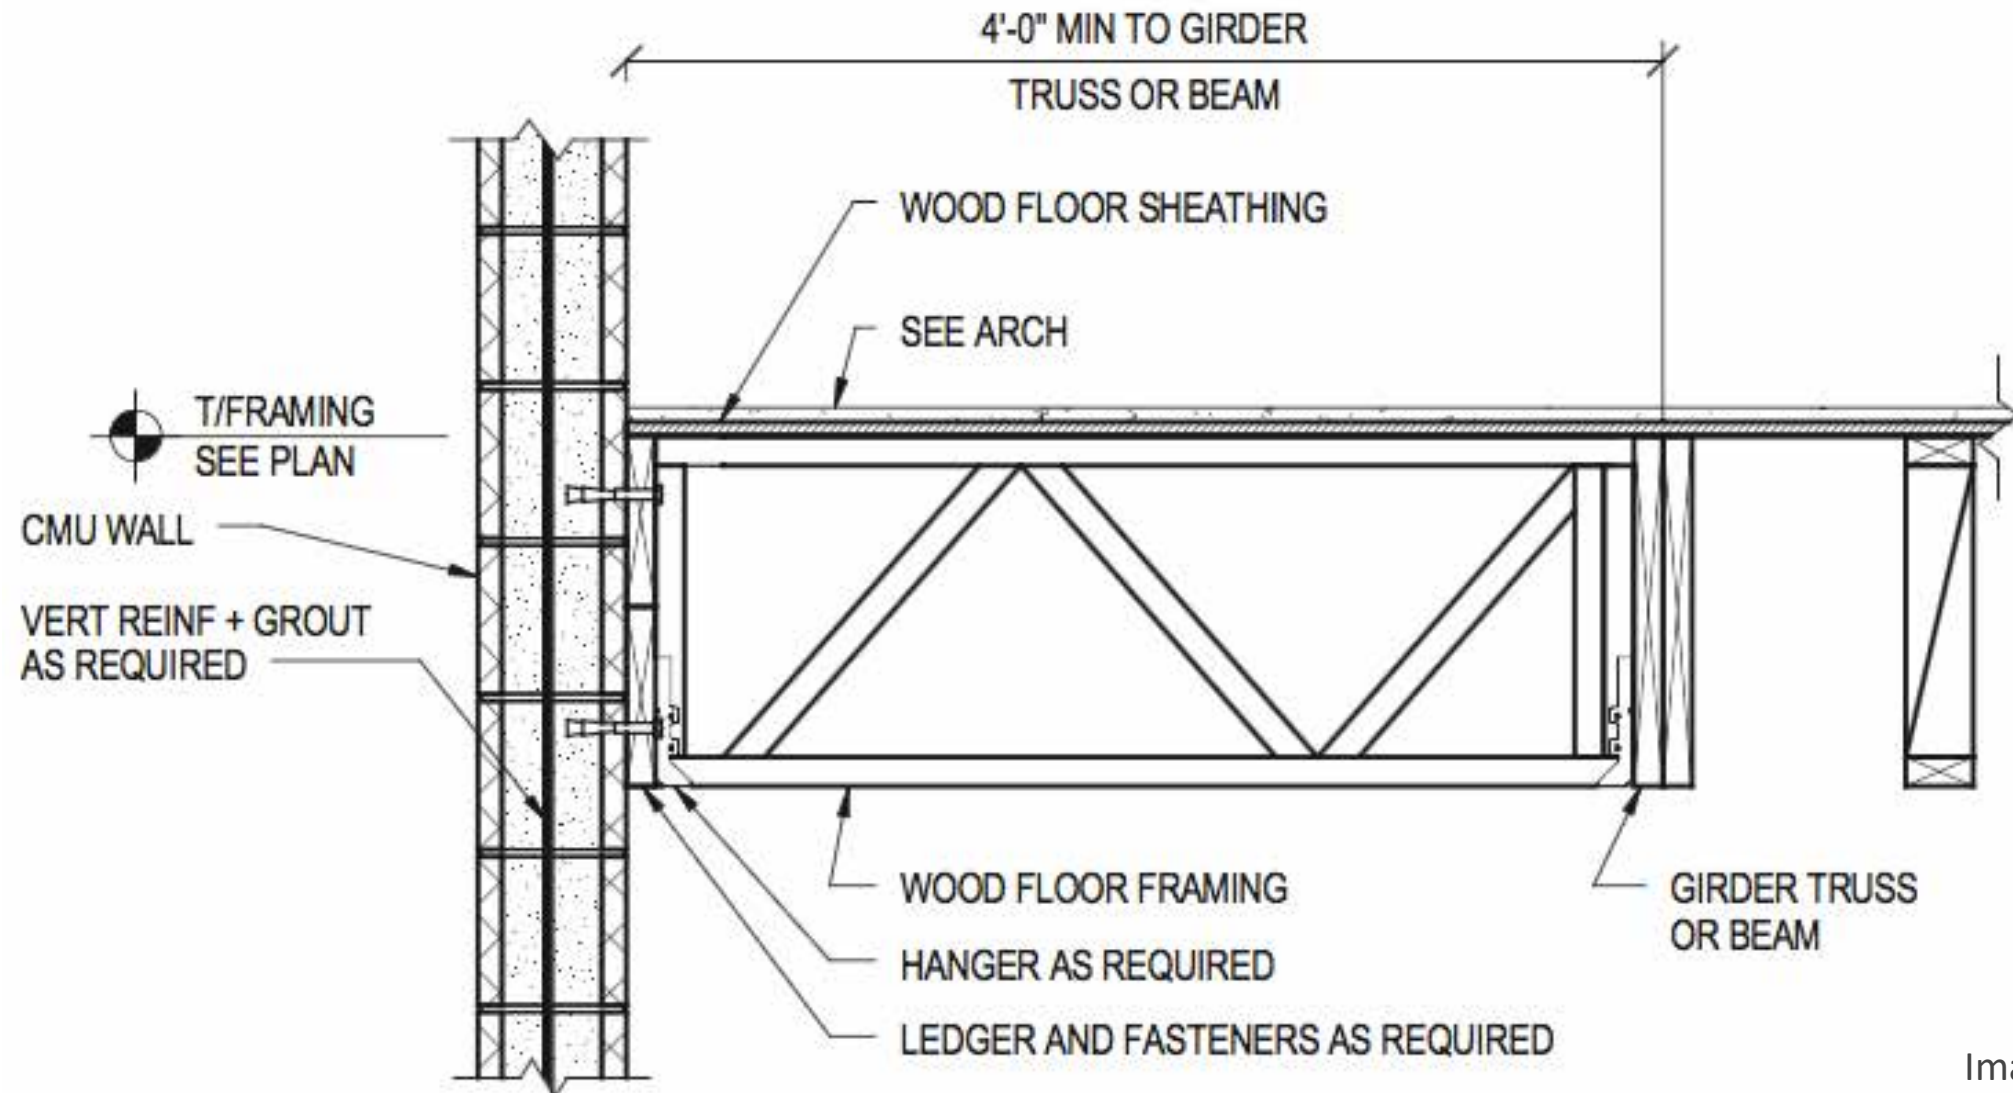 4'-0" MIN TO GIRDER
TRUSS OR BEAM
WOOD FLOOR SHEATHING
SEE ARCH
T/FRAMING
SEE PLAN
CMU WALL
VERT REINF + GROUT
AS REQUIRED
WOOD FLOOR FRAMING
GIRDER TRUSS
OR BEAM
HANGER AS REQUIRED
LEDGER AND FASTENERS AS REQUIRED